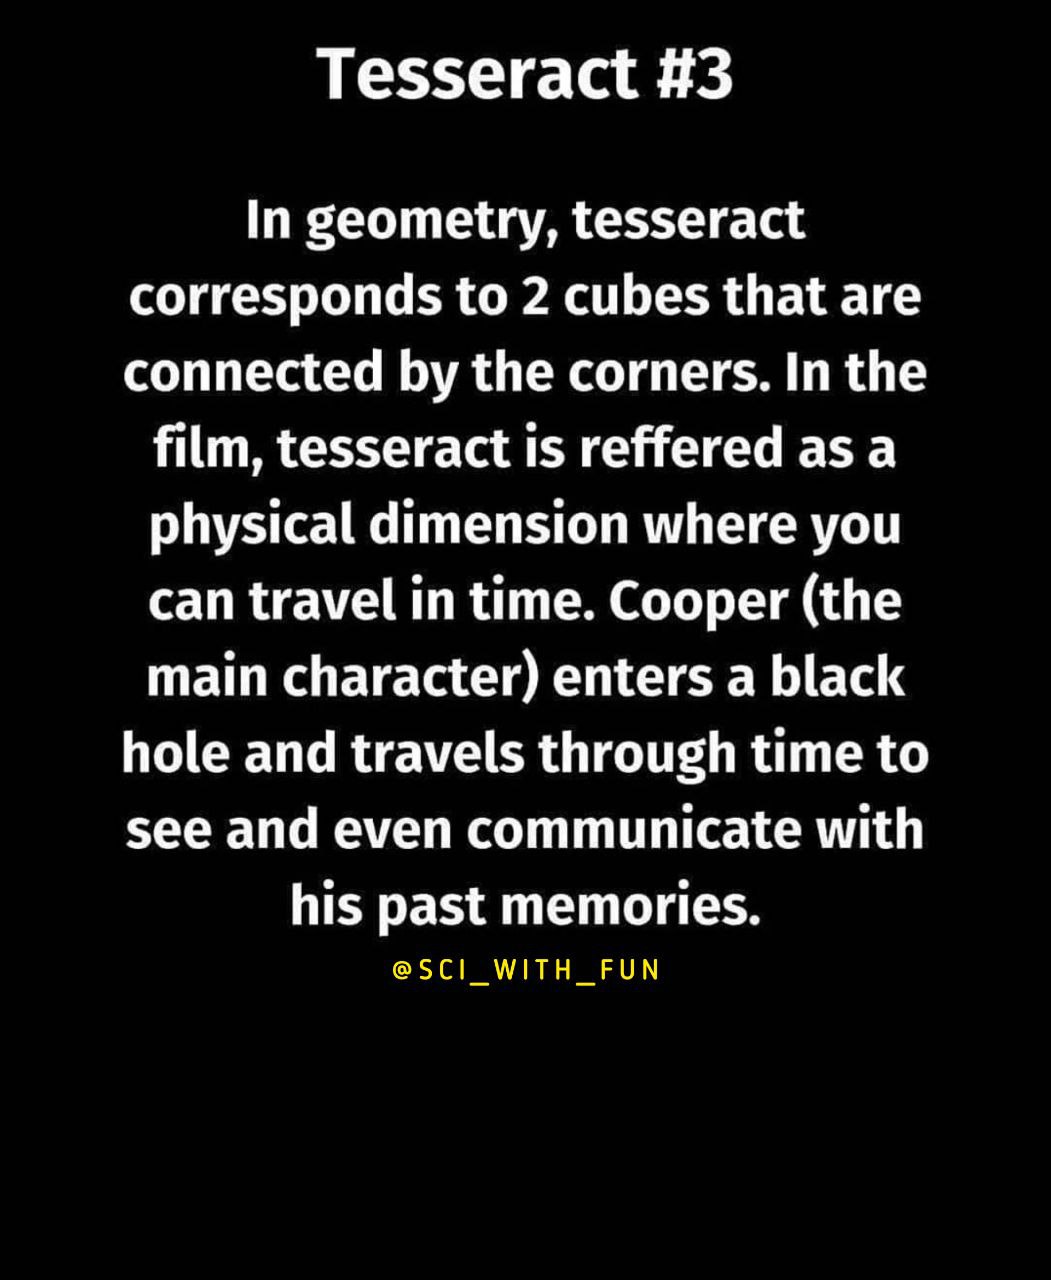 Tesseract #3
In geometry, tesseract
corresponds to 2 cubes that are
connected by the corners. In the
film, tesseract is reffered as a
physical dimension where you
can travel in time. Cooper (the
main character) enters a black
hole and travels through time to
see and even communicate with
his past memories.
@SCI_WITH_FUN